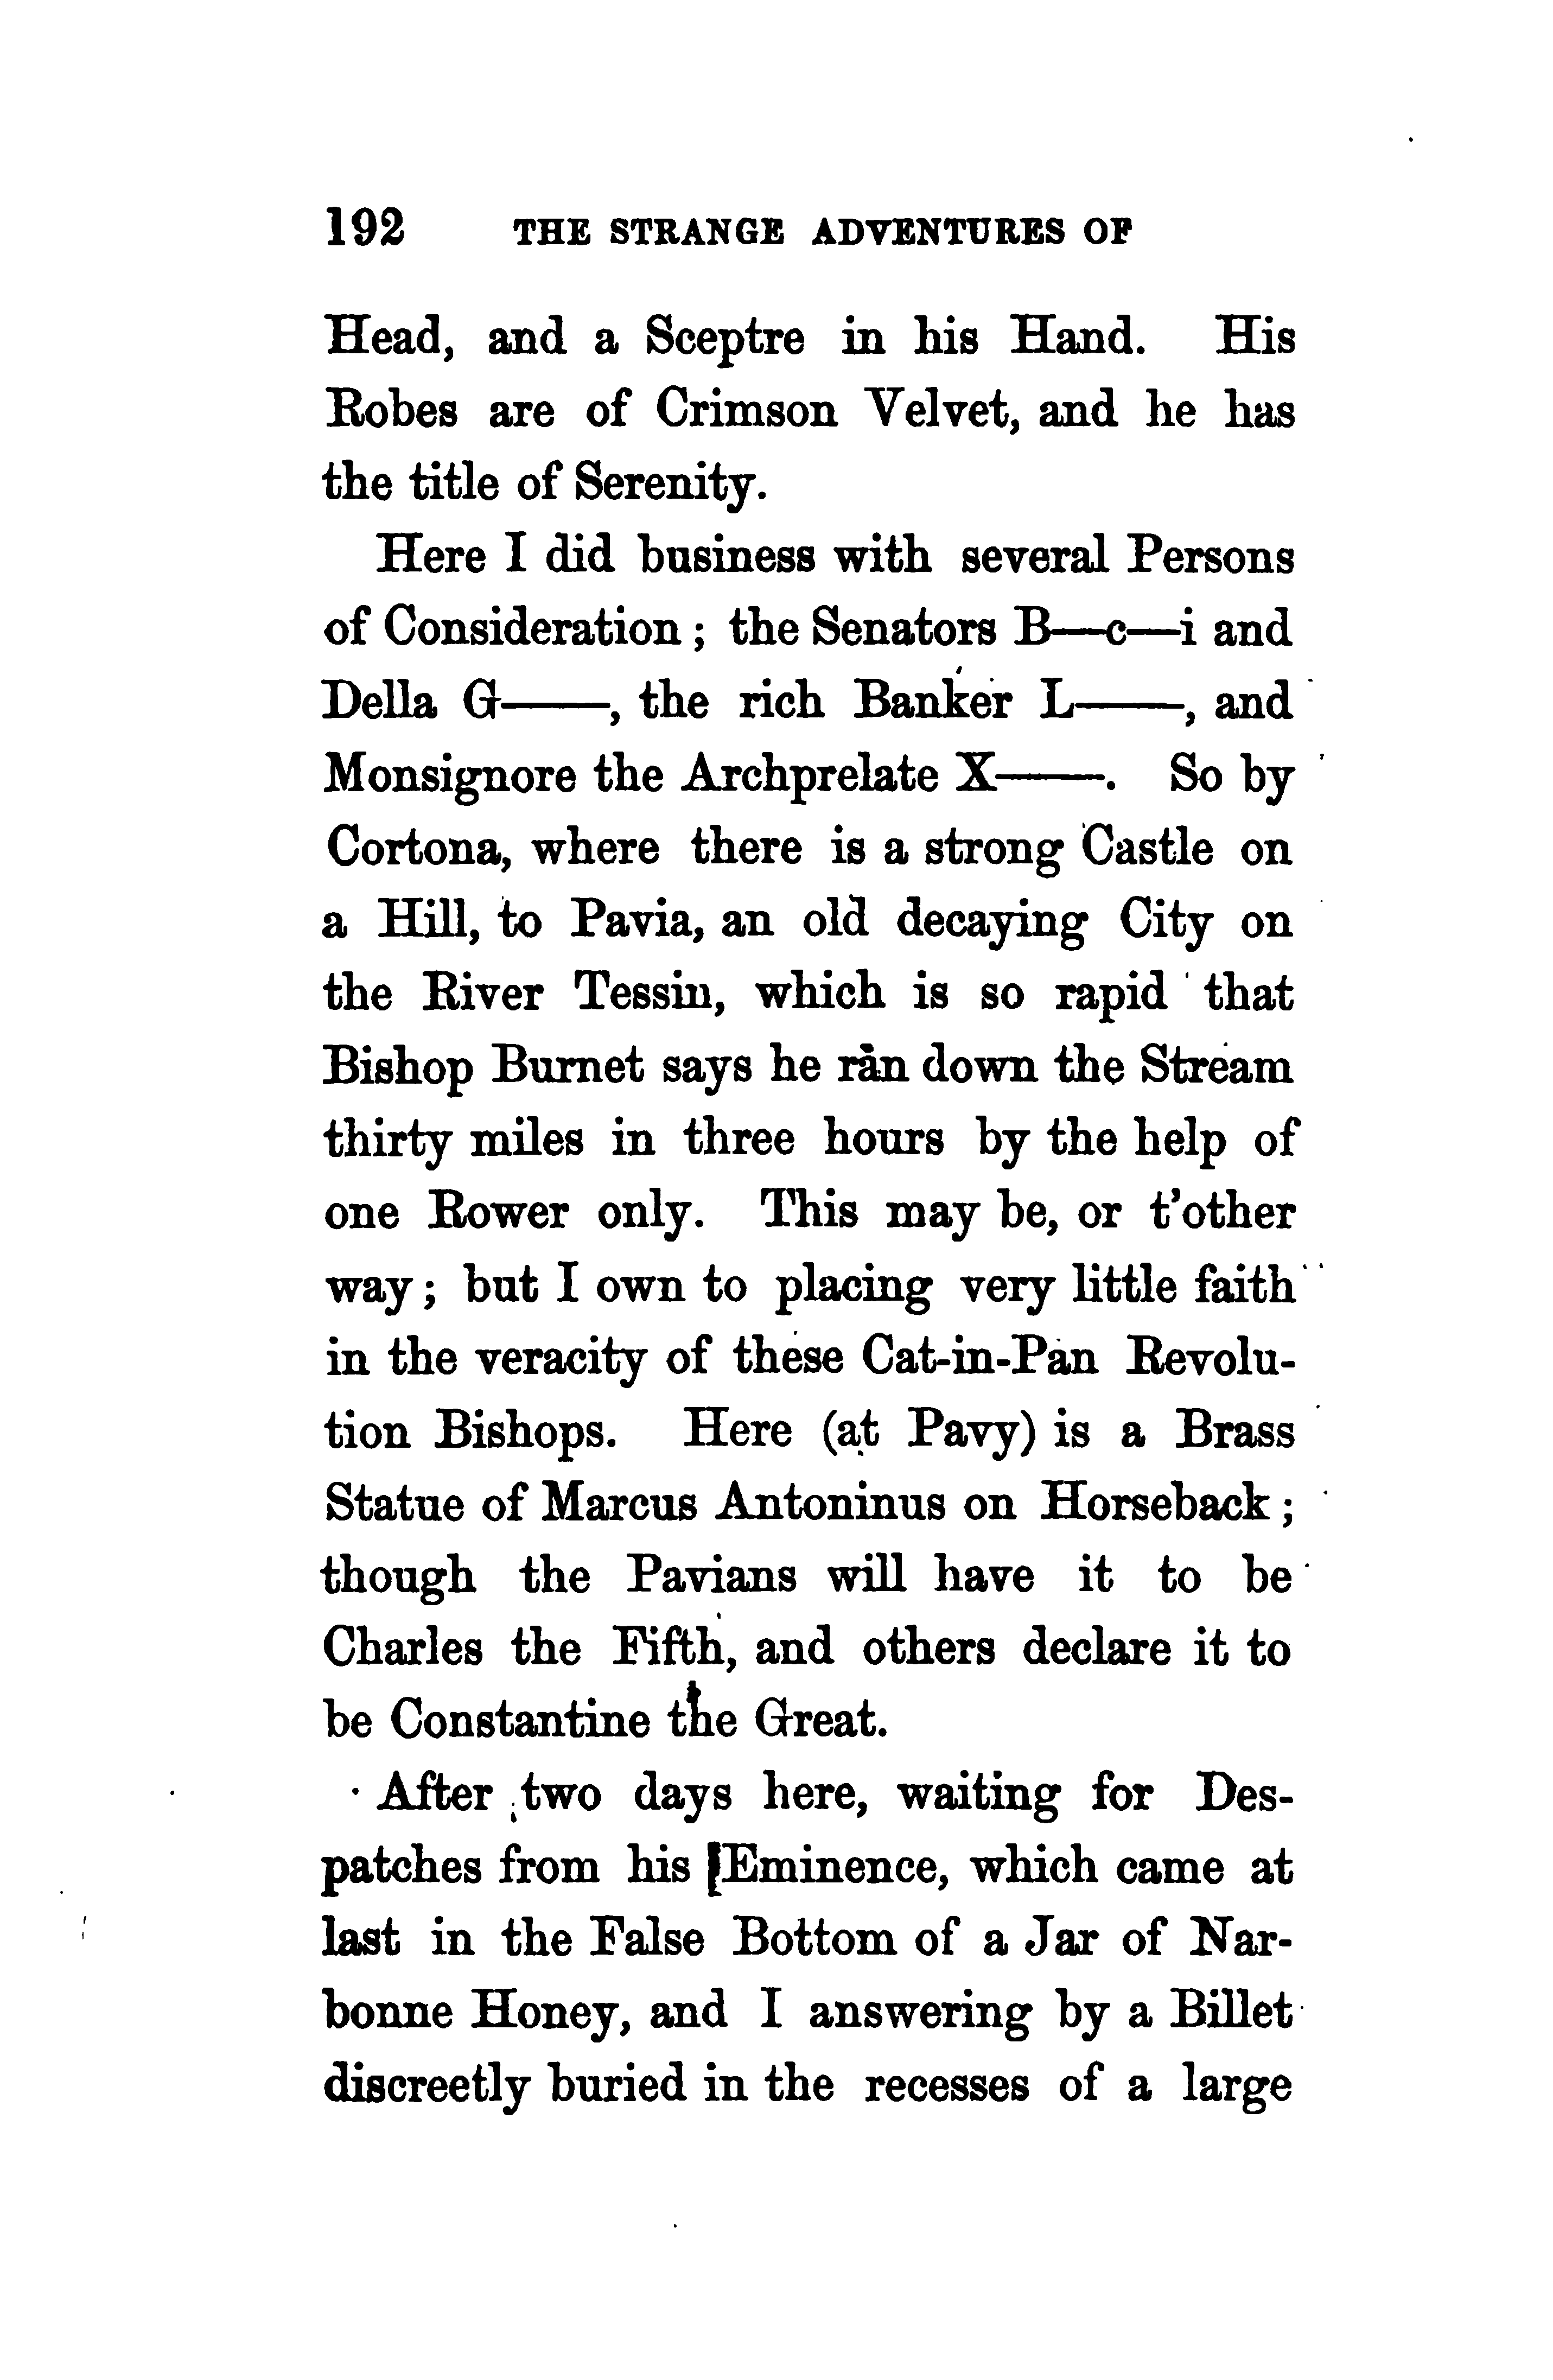 192 THE STRANGE ADVENTURES OF
Head, and a Sceptre in his Hand. His
Robes are of Crimson Velvet, and he has
the title of Serenity.
Here I did business with several Persons
of Consideration; the Senators B—c—i and
Della G——, the rich Banker L——, and
Monsignore the Archprelate X——. So by
Cortona, where there is a strong Castle on
a Hill, to Pavia, an old decaying City on
the River Tessin, which is so rapid that
Bishop Burnet says he ran down the Stream
thirty miles in three hours by the help of
one Rower only. This may be, or t'other
way; but I own to placing very little faith
in the veracity of these Cat-in-Pan Revolu-
tion Bishops. Here (at Pavy) is a Brass
Statue of Marcus Antoninus on Horseback;
though the Pavians will have it to be
Charles the Fifth, and others declare it to
be Constantine the Great.
After two days here, waiting for Des-
patches from his Eminence, which came at
last in the False Bottom of a Jar of Nar-
bonne Honey, and I answering by a Billet
discreetly buried in the recesses of a large